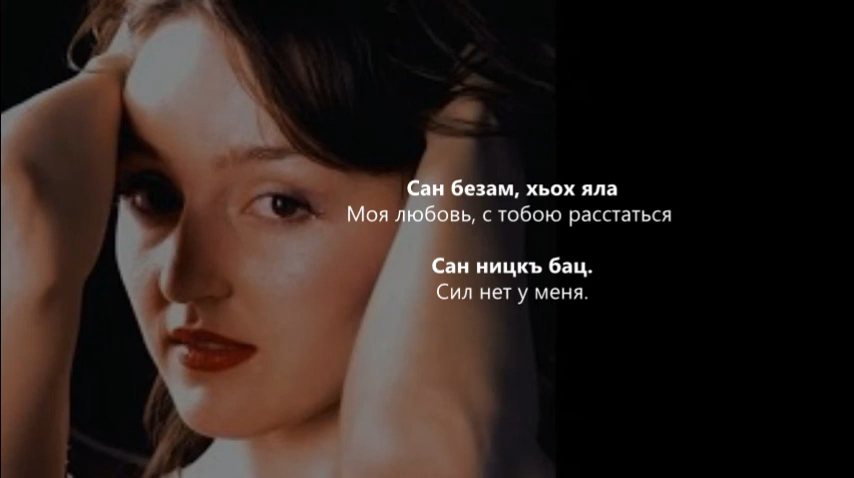 Сан безам, хьох яла
Моя любовь, с тобою расстаться
Сан ницкъ бац.
Сил нет у меня.